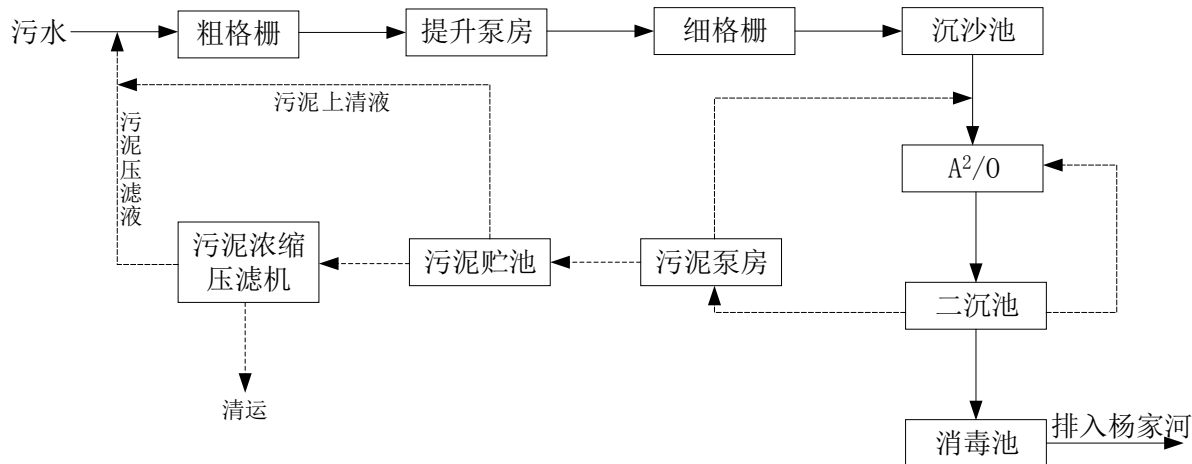 污水
粗格栅
提升泵房
细格栅
沉沙池
污泥上清液
污泥压滤液
A²/O
污泥浓缩
压滤机
污泥贮池
污泥泵房
二沉池
清运
消毒池
排入杨家河